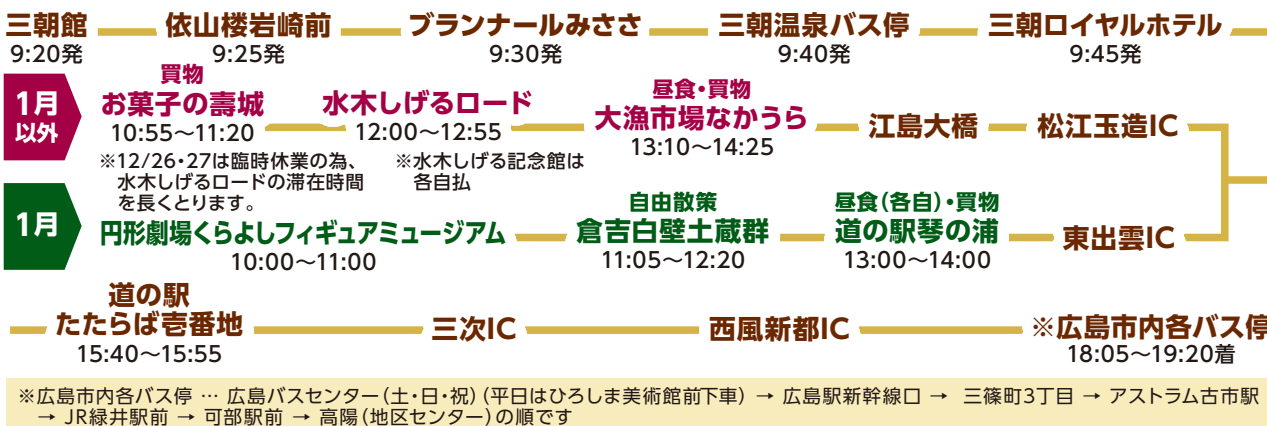 三朝館 依山楼岩崎前 ブランナールみささ 三朝温泉バス停 三朝ロイヤルホテル
9:20発 9:25発 9:30発 9:40発 9:45発
1月以外
買物
お菓子の壽城
10:55〜11:20
※12/26・27は臨時休業の為、
水木しげるロードの滞在時間
を長くとります。
水木しげるロード
12:00〜12:55
※水木しげる記念館は
各自払
昼食・買物
大漁市場なかうら
13:10〜14:25
江島大橋
松江玉造IC
1月
円形劇場くらよしフィギュアミュージアム
10:00〜11:00
自由散策
倉吉白壁土蔵群
11:05〜12:20
昼食(各自)・買物
道の駅琴の浦
13:00〜14:00
東出雲IC
道の駅
たたらば壱番地
15:40〜15:55
三次IC
西風新都IC
※広島市内各バス停
18:05〜19:20着
※広島市内各バス停 … 広島バスセンター(土・日・祝)(平日はひろしま美術館前下車) → 広島駅新幹線口 → 三篠町3丁目 → アストラム古市駅
→ JR緑井駅前 → 可部駅前 → 高陽(地区センター)の順です